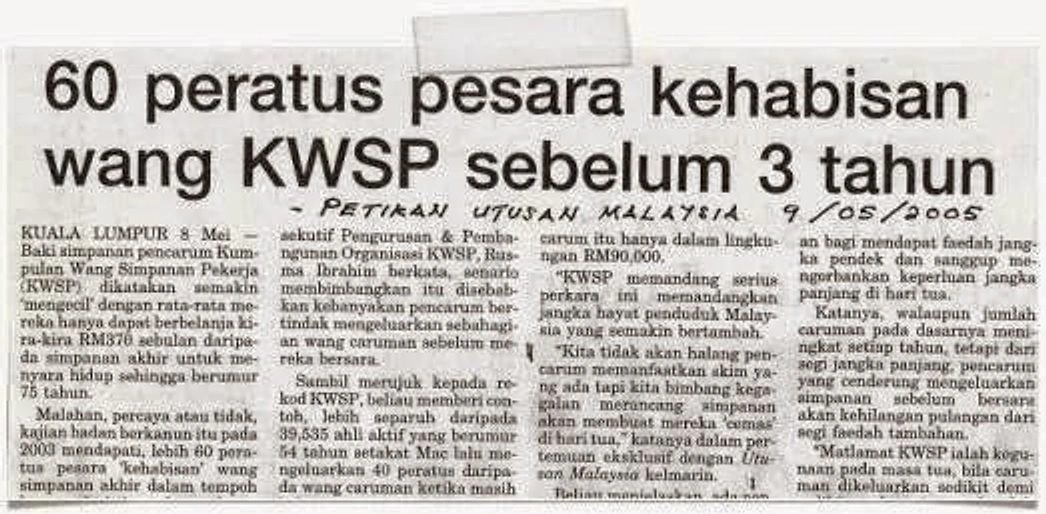 60 peratus pesara kehabisan
wang KWSP sebelum 3 tahun
- PETIKAN UTUSAN MALAYSIA 9/05/2005
KUALA LUMPUR 8 Mei —
Baki simpanan pencarum Kum-
pulan Wang Simpanan Pekerja
(KWSP) dikatakan semakin
'mengecil' dengan rata-rata me-
reka hanya dapat berbelanja ki-
ra-kira RM370 sebulan daripa-
da simpanan akhir untuk me-
nyara hidup sehingga berumur
75 tahun.
Malahan, percaya atau tidak,
kajian badan berkanun itu pada
2003 mendapati, lebih 60 pera-
tus pesara 'kehabisan' wang
simpanan akhir dalam tempoh
sekutif Pengurusan & Pemba-
ngunan Organisasi KWSP, Rus-
ma Ibrahim berkata, senario
membimbangkan itu disebab-
kan kebanyakan pencarum ber-
tindak mengeluarkan sebahagi-
an wang caruman sebelum me-
reka bersara.
Sambil merujuk kepada re-
kod KWSP, beliau memberi con-
toh, lebih separuh daripada
39,535 ahli aktif yang berumur
54 tahun setakat Mac lalu me-
ngeluarkan 40 peratus daripa-
da wang caruman ketika masih
carum itu hanya dalam lingku-
ngan RM90,000.
"KWSP memandang serius
perkara ini memandangkan
jangka hayat penduduk Malay-
sia yang semakin bertambah.
"Kita tidak akan halang pen-
carum memanfaatkan skim ya-
ng ada tapi kita bimbang kega-
galan merancang simpanan
akan membuat mereka 'cemas'
di hari tua," katanya dalam per-
temuan eksklusif dengan Utu-
san Malaysia kelmarin.
Beliau menjelaskan, ada pen-
an bagi mendapat faedah jang-
ka pendek dan sanggup me-
ngorbankan keperluan jangka
panjang di hari tua.
Katanya, walaupun jumlah
caruman pada dasarnya meni-
ngkat setiap tahun, tetapi dari
segi jangka panjang, pencarum
yang cenderung mengeluarkan
simpanan sebelum bersara
akan kehilangan pulangan dari
segi faedah tambahan.
"Matlamat KWSP ialah kegu-
naan pada masa tua, bila caru-
man dikeluarkan sedikit demi